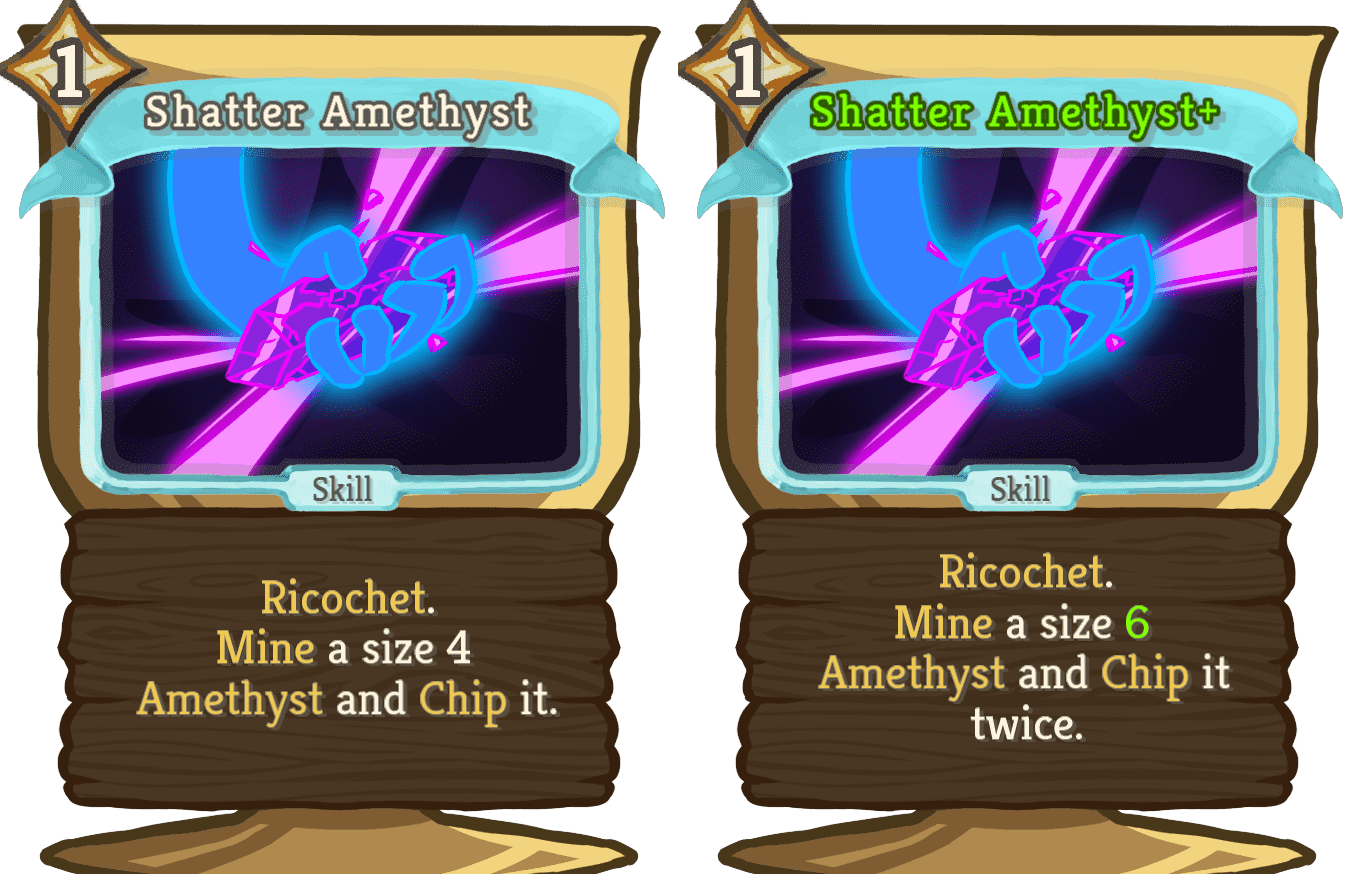 1
Shatter Amethyst
Skill
Ricochet.
Mine a size 4
Amethyst and Chip it.
1
Shatter Amethyst+
Skill
Ricochet.
Mine a size 6
Amethyst and Chip it
twice.